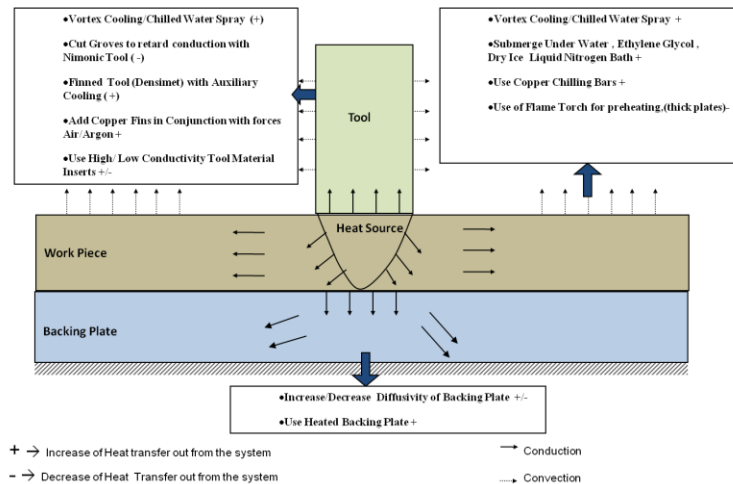 •Vortex Cooling/Chilled Water Spray (+)
•Cut Groves to retard conduction with
Nimonic Tool (-)
•Finned Tool (Densimet) with Auxiliary
Cooling (+)
•Add Copper Fins in Conjunction with forces
Air/Argon +
•Use High/ Low Conductivity Tool Material
Inserts +/-
•Vortex Cooling/Chilled Water Spray +
•Submerge Under Water , Ethylene Glycol ,
Dry Ice Liquid Nitrogen Bath +
•Use Copper Chilling Bars +
•Use of Flame Torch for preheating,(thick plates)-
Tool
Heat Source
Work Piece
Backing Plate
•Increase/Decrease Diffusivity of Backing Plate +/-
•Use Heated Backing Plate +
+ → Increase of Heat transfer out from the system
- → Decrease of Heat Transfer out from the system
Conduction
Convection